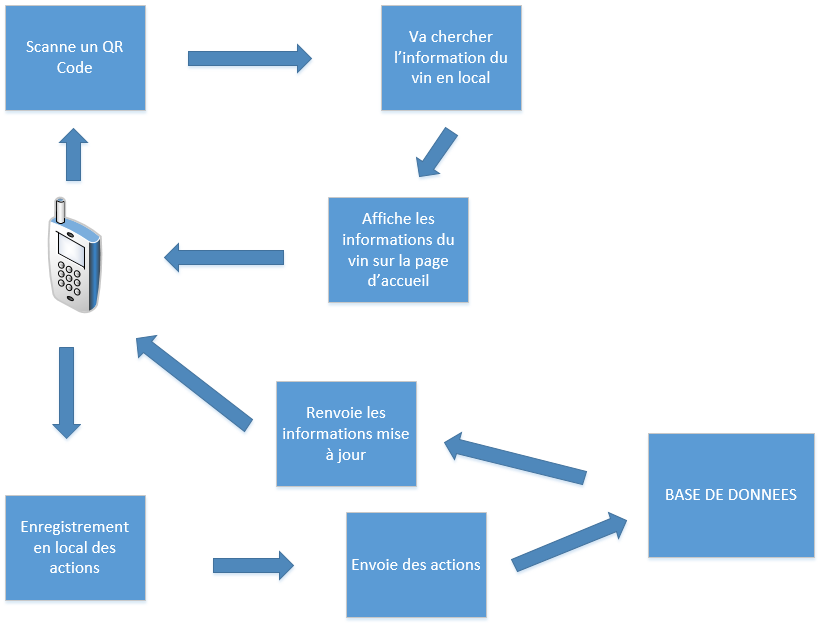 Scanne un QR
Code
Va chercher
l'information du
vin en local
Affiche les
informations du
vin sur la page
d'accueil
Renvoie les
informations mise
à jour
BASE DE DONNEES
Enregistrement
en local des
actions
Envoie des actions